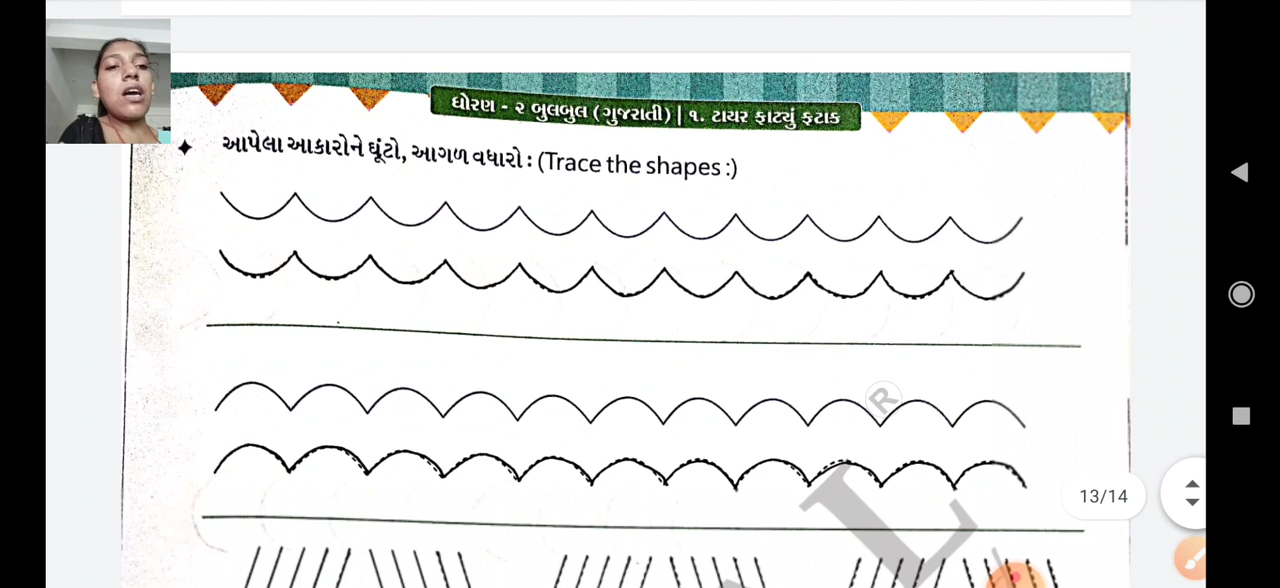 ધોરણ - ૨ બુલબુલ (ગુજરાતી) | ૧. ટાયર ફાટ્યું ફટાક
આપેલા આકારોને ઘૂંટો, આગળ વધારો : (Trace the shapes :)
R
L
13/14